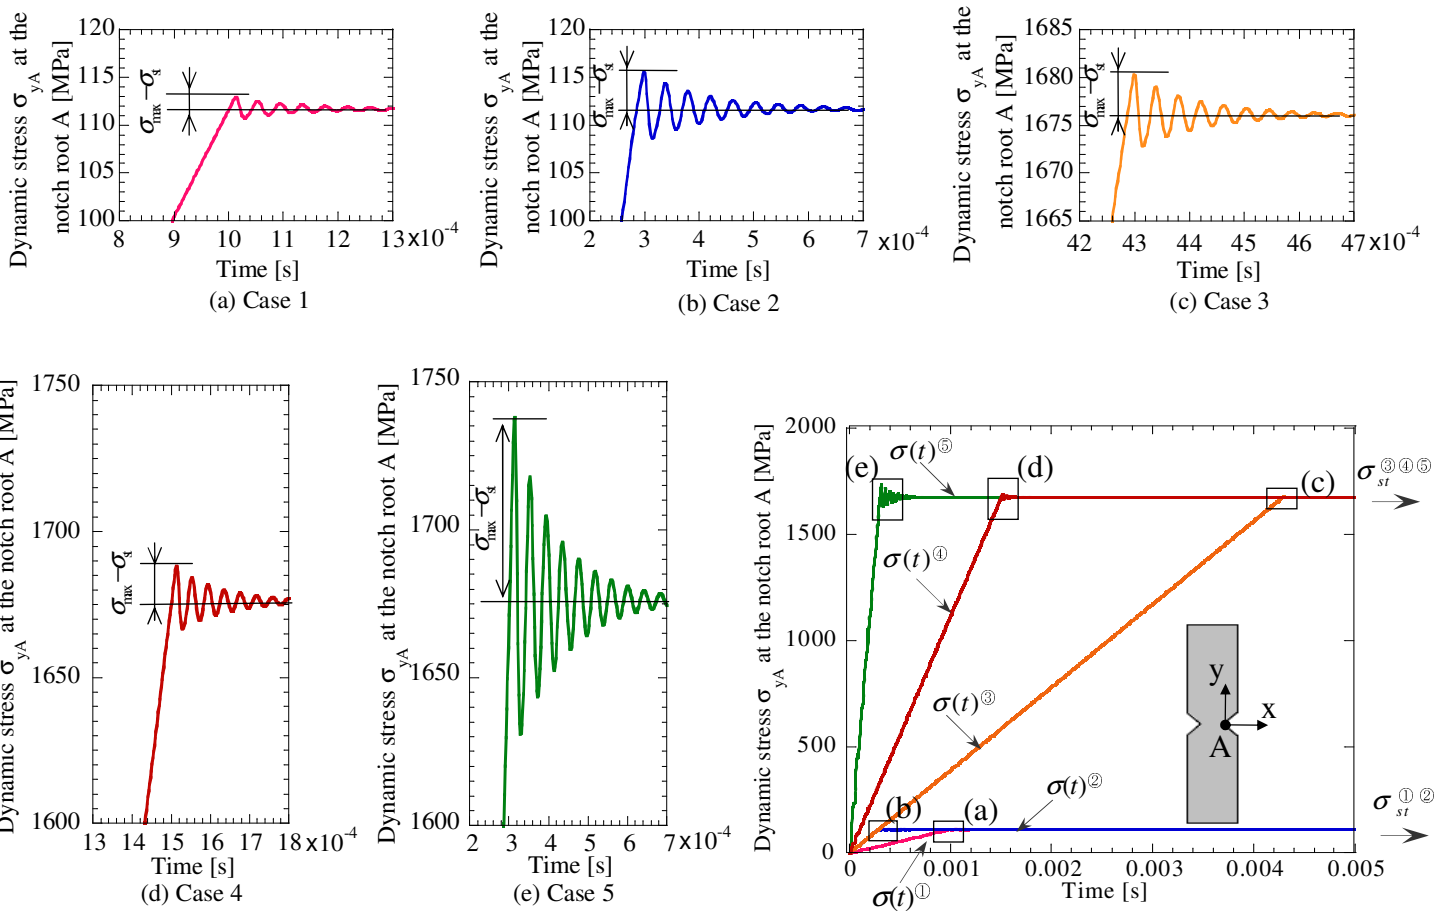 Dynamic stress σyA at the
notch root A [MPa]
120
115
110
105
100
σmax−σst
8 9 10 11 12 13x10-4
Time [s]
(a) Case 1
Dynamic stress σyA at the
notch root A [MPa]
120
115
110
105
100
σmax−σst
2 3 4 5 6 7 x10-4
Time [s]
(b) Case 2
Dynamic stress σyA at the
notch root A [MPa]
1685
1680
1675
1670
1665
σmax−σst
42 43 44 45 46 47x10-4
Time [s]
(c) Case 3
Dynamic stress σyA at the notch root A [MPa]
1750
1700
1650
1600
σmax−σst
13 15 17 18 x10-4
Time [s]
(d) Case 4
Dynamic stress σyA at the notch root A [MPa]
1750
1700
1650
1600
σmax−σst
2 3 4 5 6 7 x10-4
Time [s]
(e) Case 5
Dynamic stress σyA at the notch root A [MPa]
2000
1500
1000
500
0
(e) σ(t)⑤ (d) (c) σst③④⑤
σ(t)④
σ(t)③
y
x
A
(b) (a) σ(t)② σst①②
σ(t)①
0 0.001 0.002 0.003 0.004 0.005
Time [s]